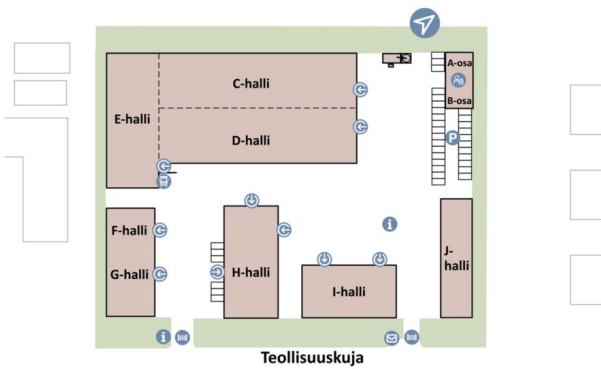 A-osa
C-halli
B-osa
E-halli
D-halli
P
F-halli
i
J-
halli
G-halli
H-halli
I-halli
i
Teollisuuskuja